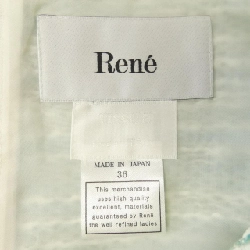 René
MADE IN JAPAN
38
This merchandise
uses high quality
excellent materials
guaranteed by René
the well refined ladies